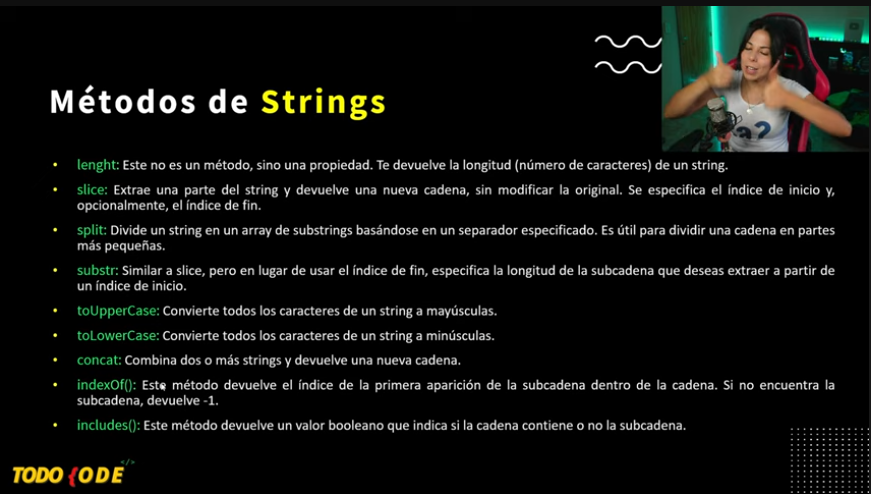 Métodos de Strings
• lenght: Este no es un método, sino una propiedad. Te devuelve la longitud (número de caracteres) de un string.
• slice: Extrae una parte del string y devuelve una nueva cadena, sin modificar la original. Se especifica el índice de inicio y,
opcionalmente, el índice de fin.
• split: Divide un string en un array de substrings basándose en un separador especificado. Es útil para dividir una cadena en partes
más pequeñas.
• substr: Similar a slice, pero en lugar de usar el índice de fin, especifica la longitud de la subcadena que deseas extraer a partir de
un índice de inicio.
• toUpperCase: Convierte todos los caracteres de un string a mayúsculas.
• toLowerCase: Convierte todos los caracteres de un string a minúsculas.
• concat: Combina dos o más strings y devuelve una nueva cadena.
• indexOf(): Este método devuelve el índice de la primera aparición de la subcadena dentro de la cadena. Si no encuentra la
subcadena, devuelve -1.
• includes(): Este método devuelve un valor booleano que indica si la cadena contiene o no la subcadena.
TODO {ODE </>